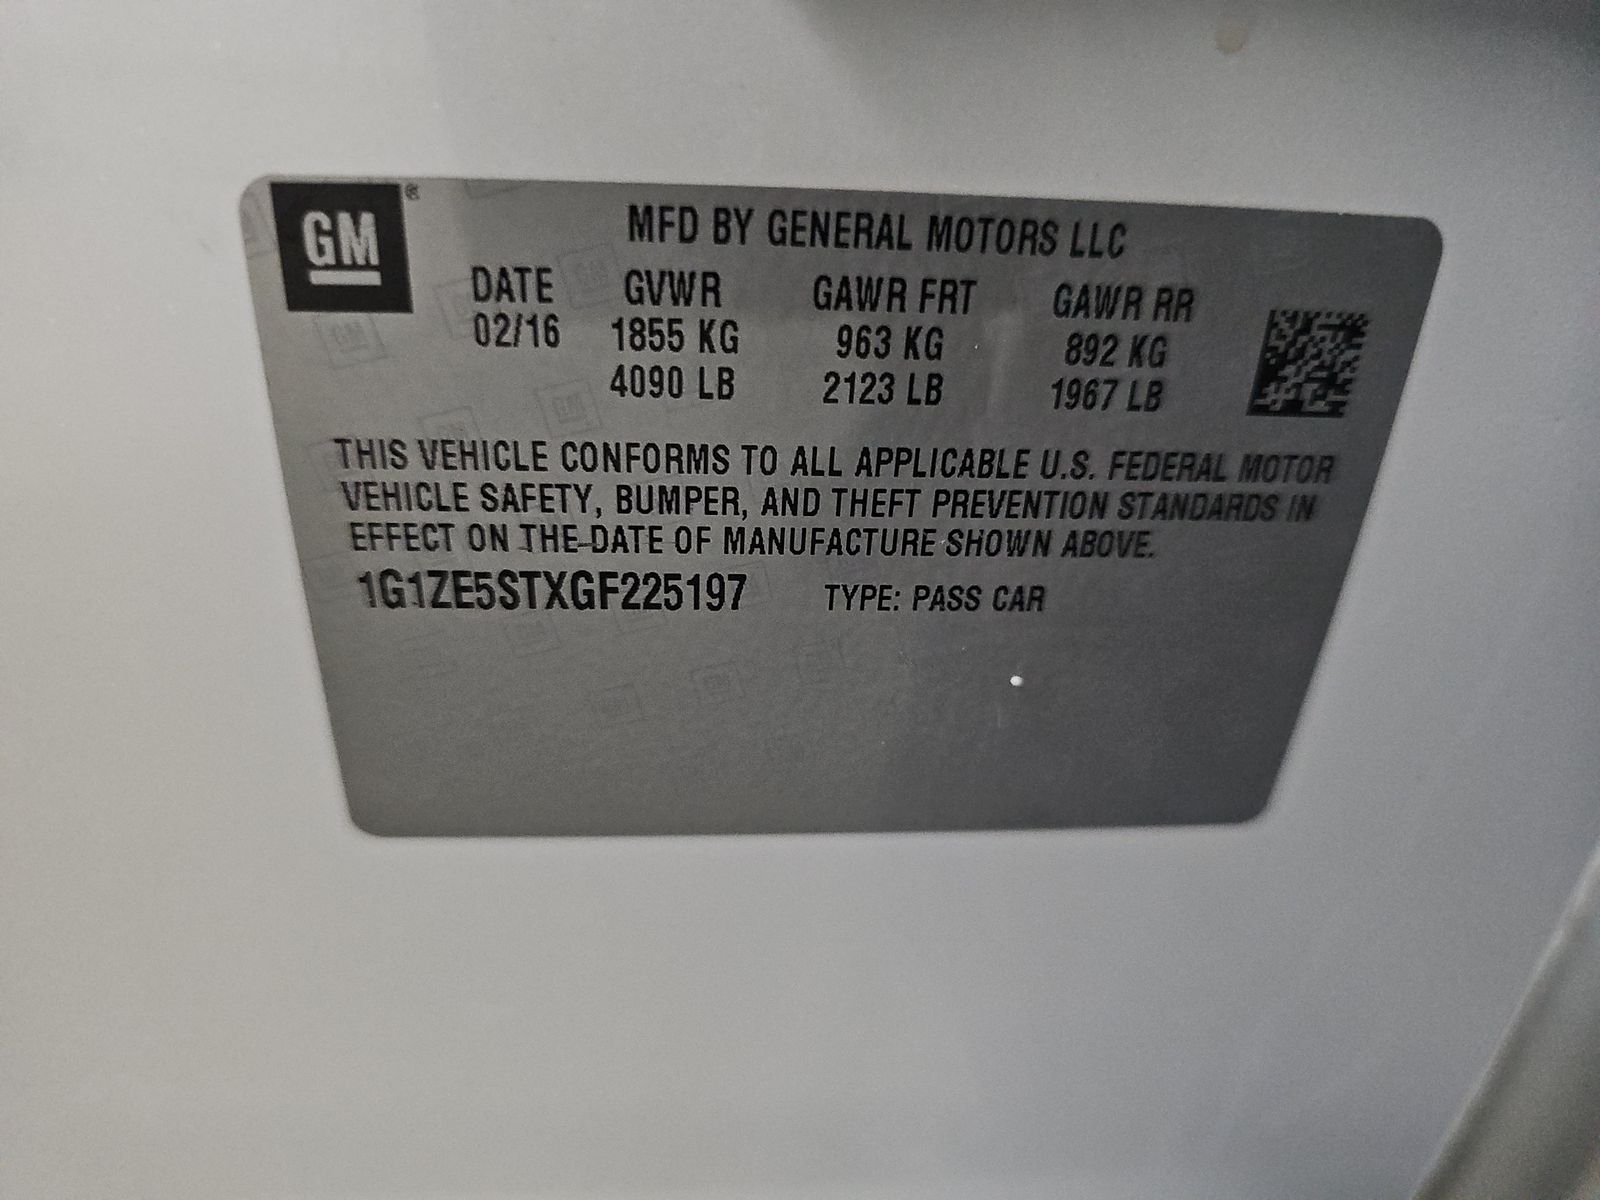 GM ®
MFD BY GENERAL MOTORS LLC
DATE GVWR GAWR FRT GAWR RR
02/16 1855 KG 963 KG 892 KG
4090 LB 2123 LB 1967 LB
THIS VEHICLE CONFORMS TO ALL APPLICABLE U.S. FEDERAL MOTOR
VEHICLE SAFETY, BUMPER, AND THEFT PREVENTION STANDARDS IN
EFFECT ON THE DATE OF MANUFACTURE SHOWN ABOVE.
1G1ZE5STXGF225197 TYPE: PASS CAR